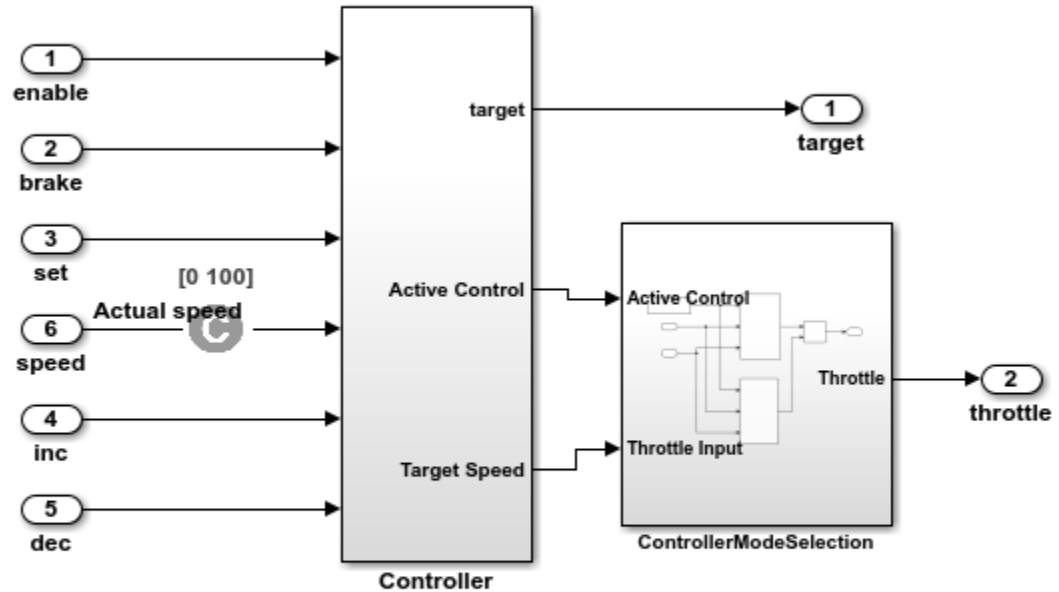 1
enable
2
brake
3
set
[0 100]
Actual speed
C
6
speed
4
inc
5
dec
target
Active Control
Target Speed
Controller
1
target
Active Control
Throttle Input
Throttle
ControllerModeSelection
2
throttle